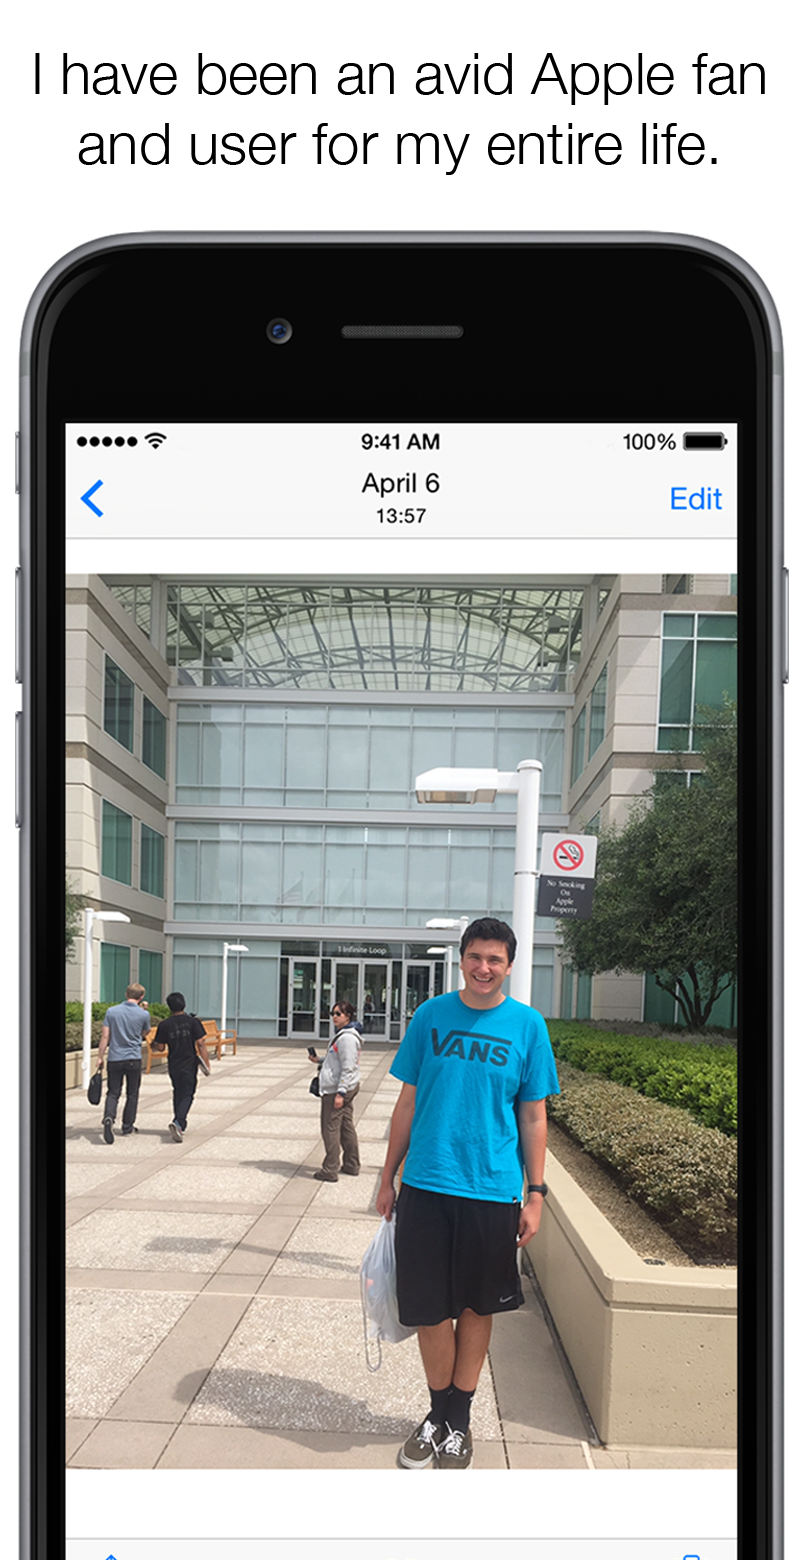 I have been an avid Apple fan
and user for my entire life.
9:41 AM
100%
April 6
13:57
Edit
No Smoking
On
Apple
Property
1 Infinite Loop
VANS